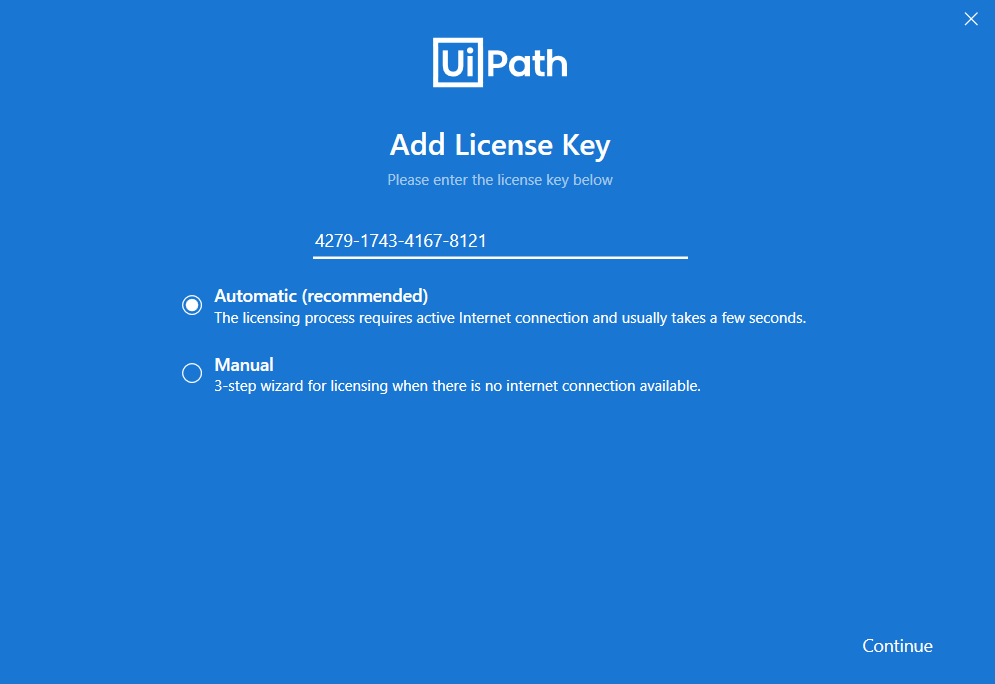 UiPath
Add License Key
Please enter the license key below
4279-1743-4167-8121
Automatic (recommended)
The licensing process requires active Internet connection and usually takes a few seconds.
Manual
3-step wizard for licensing when there is no internet connection available.
Continue